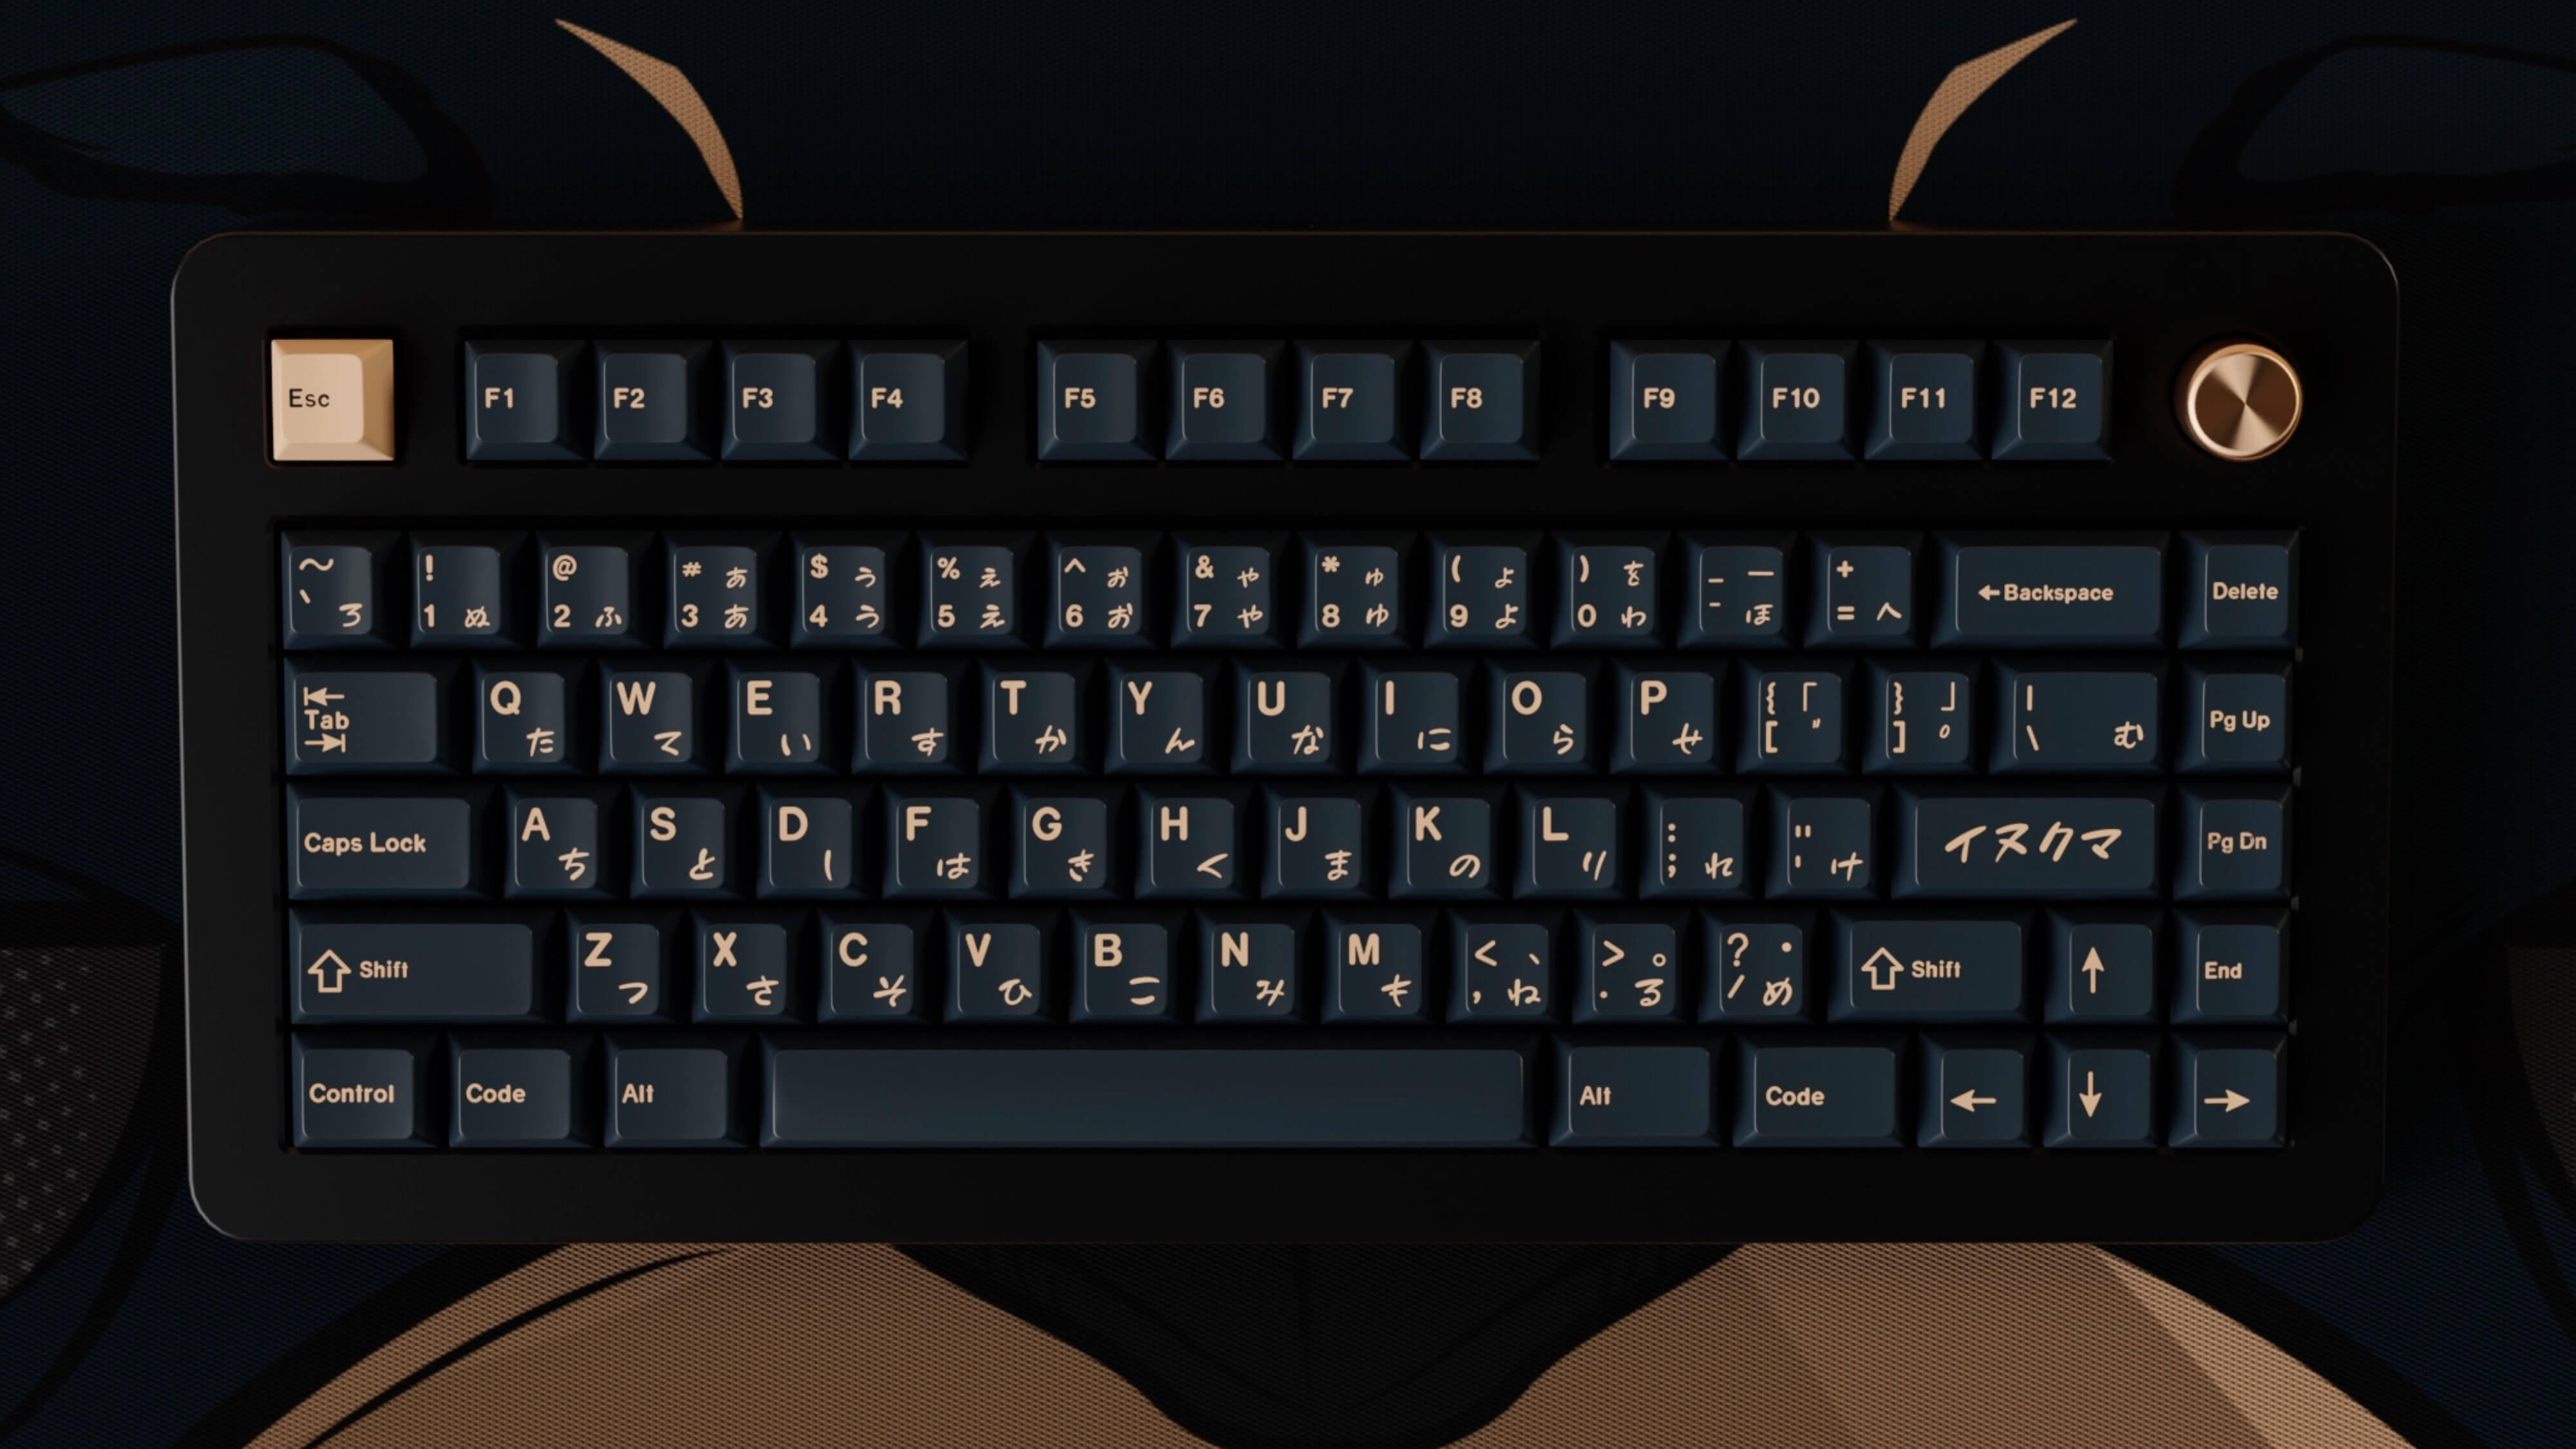 Esc F1 F2 F3 F4 F5 F6 F7 F8 F9 F10 F11 F12
~ ! @ # ぁ $ ぅ % ぇ ^ ぉ & ゃ * ゅ ( ょ ) を _ — + ←Backspace Delete
` ろ 1 ぬ 2 ふ 3 あ 4 う 5 え 6 お 7 や 8 ゆ 9 よ 0 わ - ほ = へ
Tab Q W E R T Y U I O P { 「 } 」 | Pg Up
た て い す か ん な に ら せ [ ゛ ] ゜ \ む
Caps Lock A S D F G H J K L : " イヌクマ Pg Dn
ち と し は き く ま の り ; れ ' け
Shift Z X C V B N M < 、 > 。 ? ・ Shift ↑ End
つ さ そ ひ こ み も , ね . る / め
Control Code Alt Alt Code ← ↓ →